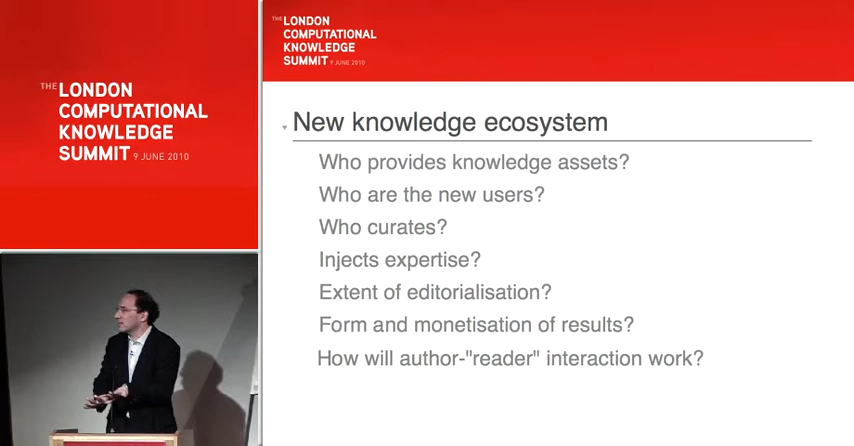 THE LONDON
COMPUTATIONAL
KNOWLEDGE
SUMMIT 9 JUNE 2010
THE LONDON
COMPUTATIONAL
KNOWLEDGE
SUMMIT 9 JUNE 2010
New knowledge ecosystem
Who provides knowledge assets?
Who are the new users?
Who curates?
Injects expertise?
Extent of editorialisation?
Form and monetisation of results?
How will author-"reader" interaction work?